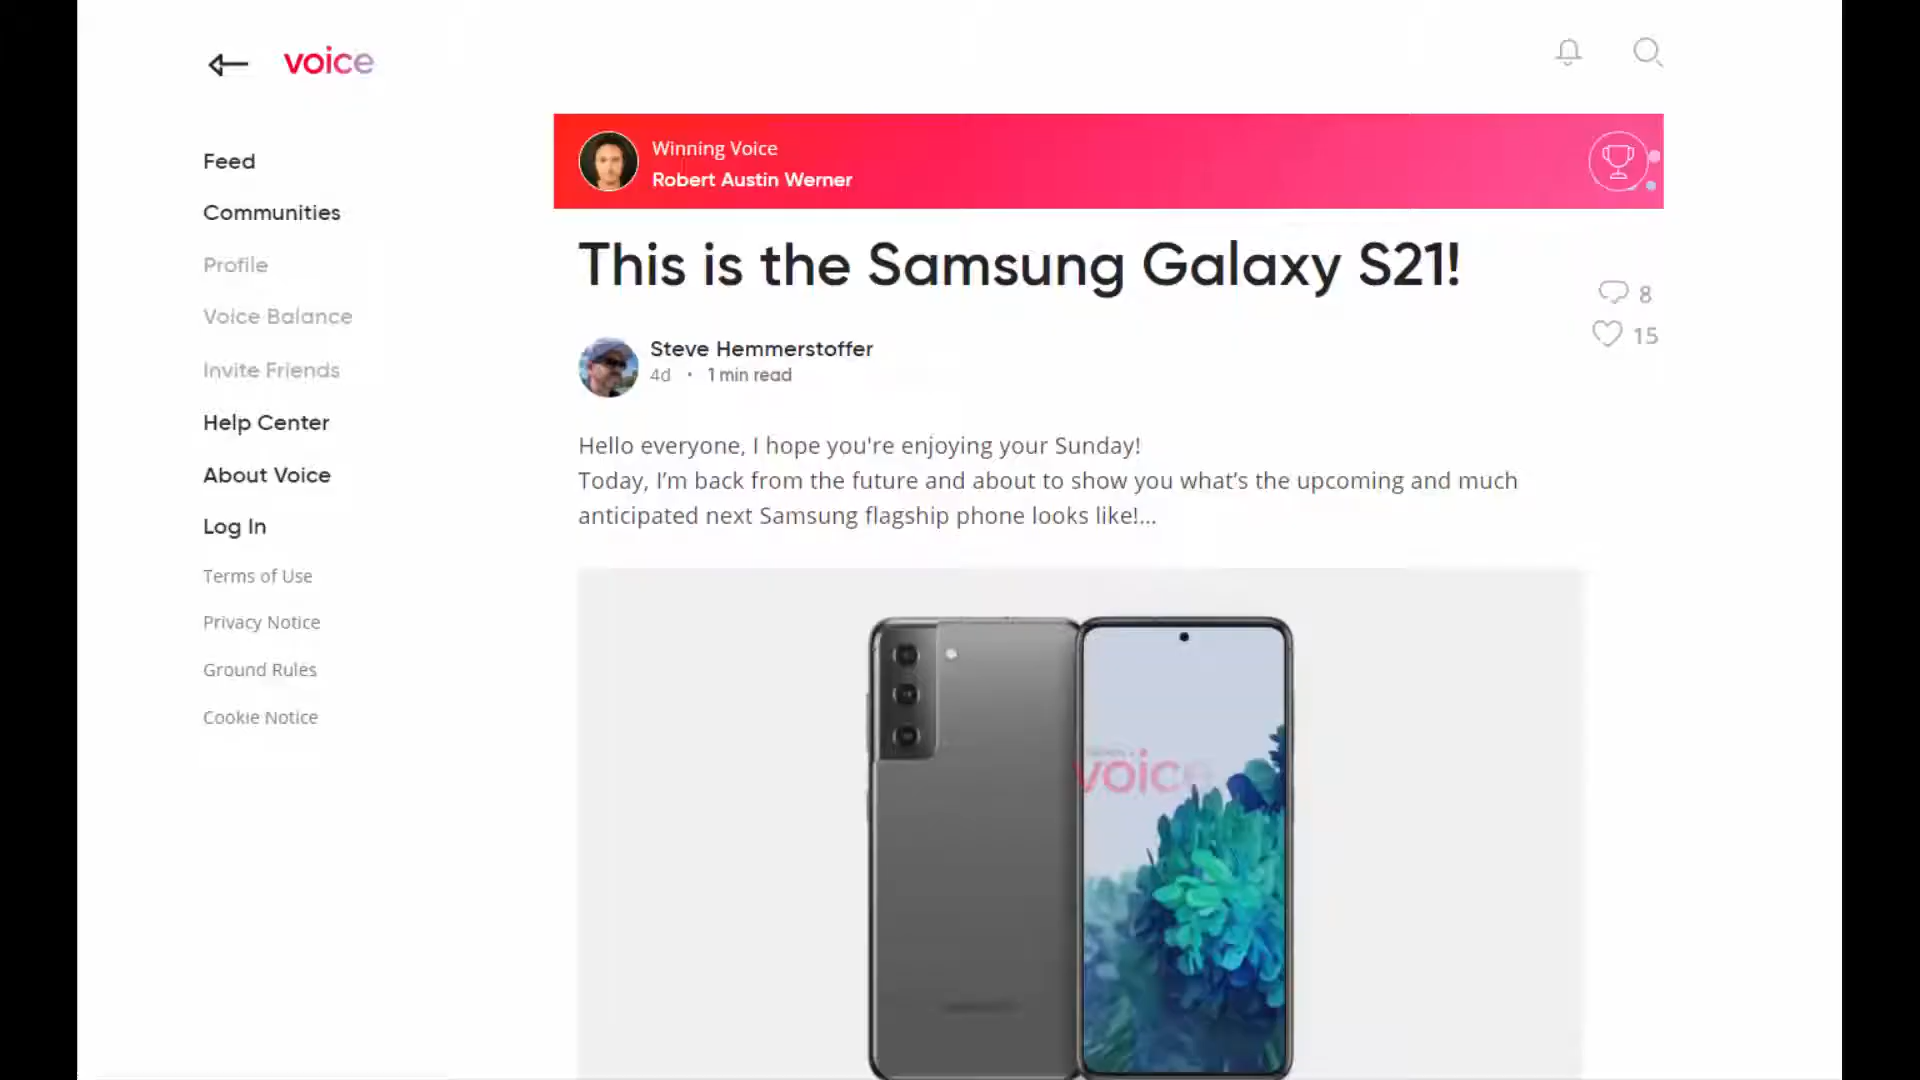 voice
Feed
Communities
Profile
Voice Balance
Invite Friends
Help Center
About Voice
Log In
Terms of Use
Privacy Notice
Ground Rules
Cookie Notice
Winning Voice
Robert Austin Werner
This is the Samsung Galaxy S21!
8
15
Steve Hemmerstoffer
4d • 1 min read
Hello everyone, I hope you're enjoying your Sunday!
Today, I’m back from the future and about to show you what’s the upcoming and much
anticipated next Samsung flagship phone looks like!...
voice